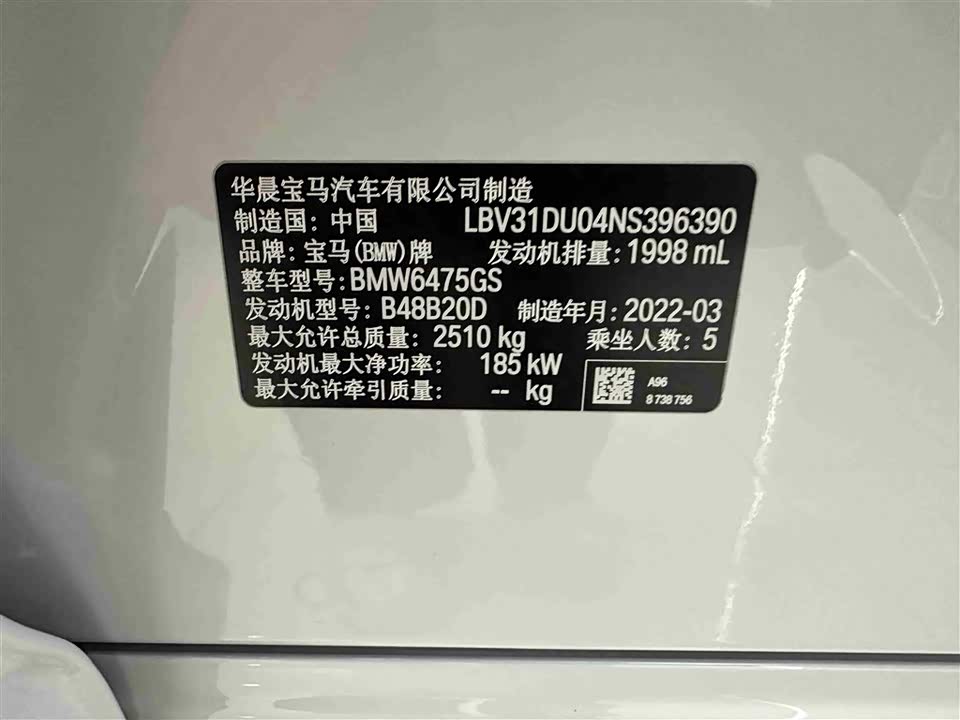 华晨宝马汽车有限公司制造
制造国: 中国 LBV31DU04NS396390
品牌: 宝马(BMW)牌 发动机排量: 1998 mL
整车型号: BMW6475GS
发动机型号: B48B20D 制造年月: 2022-03
最大允许总质量: 2510 kg 乘坐人数: 5
发动机最大净功率: 185 kW
最大允许牵引质量: -- kg
A96
8 738 756